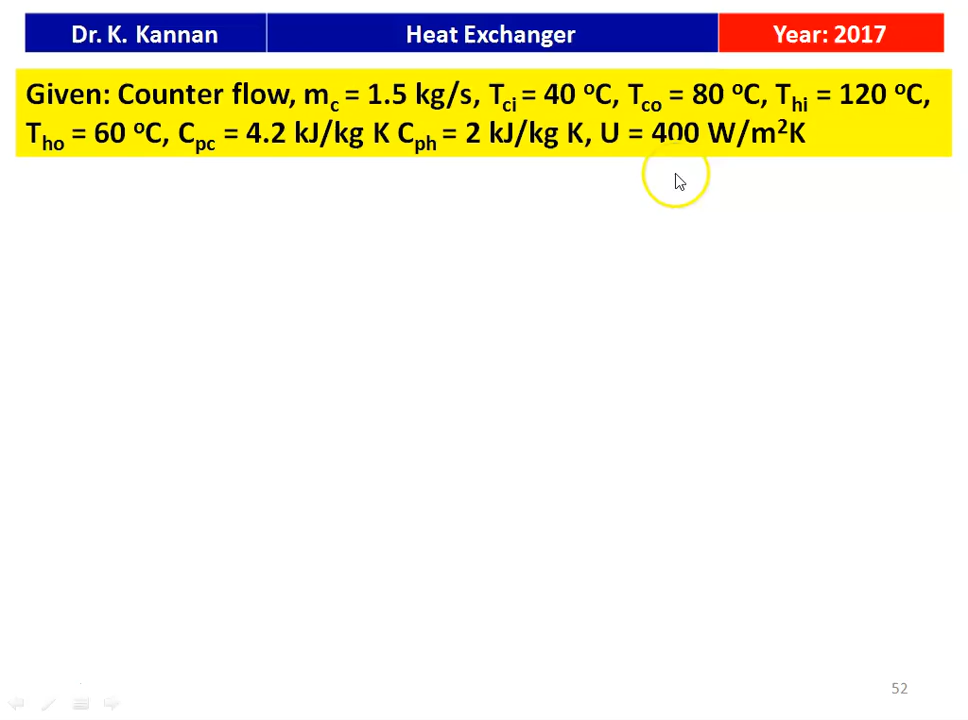 Dr. K. Kannan Heat Exchanger Year: 2017
Given: Counter flow, mc = 1.5 kg/s, Tci = 40 oC, Tco = 80 oC, Thi = 120 oC,
Tho = 60 oC, Cpc = 4.2 kJ/kg K Cph = 2 kJ/kg K, U = 400 W/m2K
52